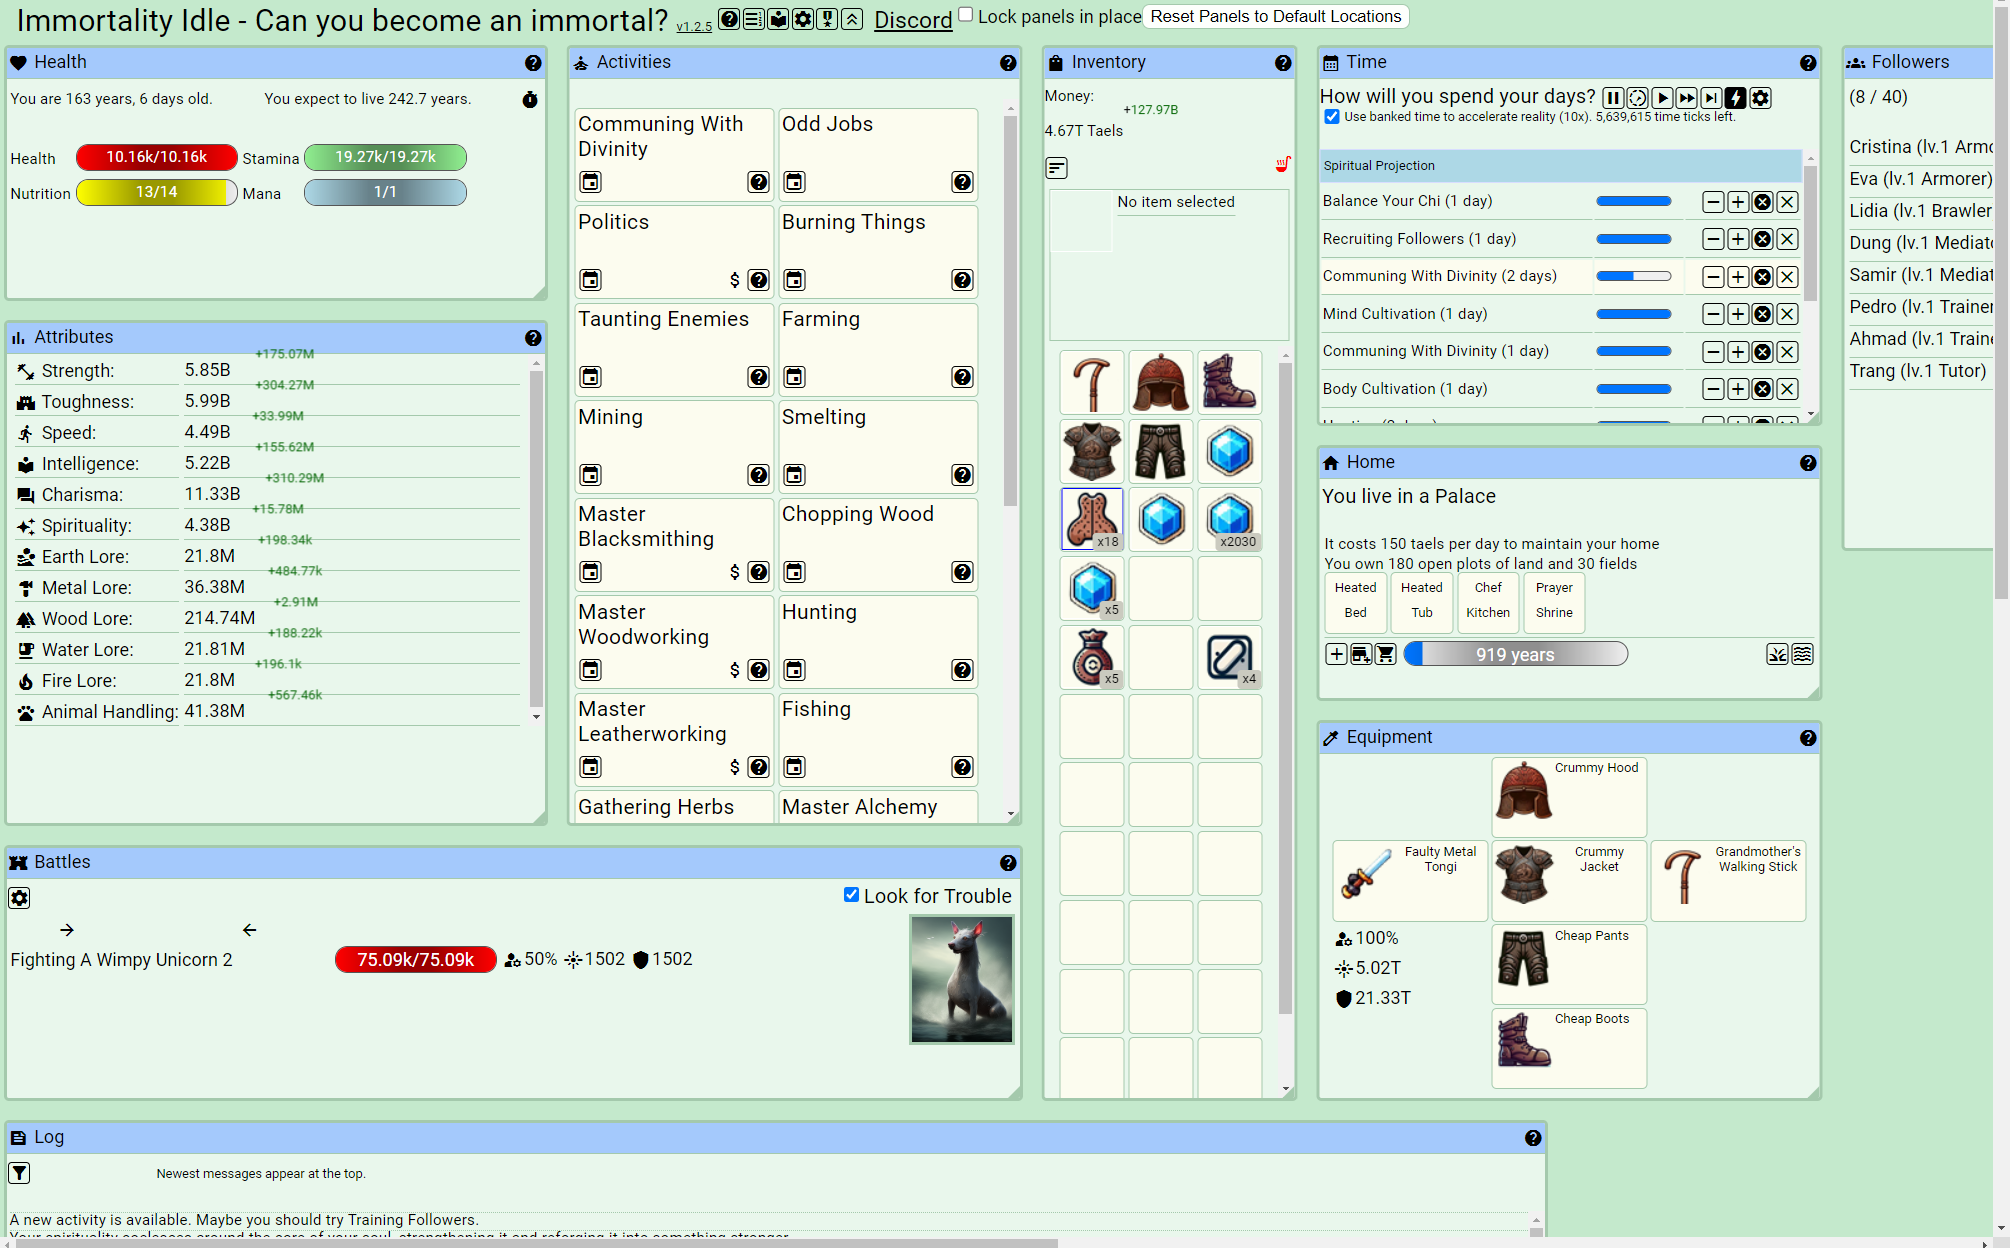 Immortality Idle - Can you become an immortal? v1.2.5 Discord Lock panels in place Reset Panels to Default Locations
Health
You are 163 years, 6 days old. You expect to live 242.7 years.
Health 10.16k/10.16k Stamina 19.27k/19.27k
Nutrition 13/14 Mana 1/1
Attributes
+175.07M
Strength: 5.85B
+304.27M
Toughness: 5.99B
+33.99M
Speed: 4.49B
+155.62M
Intelligence: 5.22B
+310.29M
Charisma: 11.33B
+15.78M
Spirituality: 4.38B
+198.34k
Earth Lore: 21.8M
+484.77k
Metal Lore: 36.38M
+2.91M
Wood Lore: 214.74M
+188.22k
Water Lore: 21.81M
+196.1k
Fire Lore: 21.8M
+567.46k
Animal Handling: 41.38M
Activities
Communing With Divinity
Odd Jobs
Politics
$
Burning Things
Taunting Enemies
Farming
Mining
Smelting
Master Blacksmithing
$
Chopping Wood
Master Woodworking
$
Hunting
Master Leatherworking
$
Fishing
Gathering Herbs
Master Alchemy
Battles
Look for Trouble
Fighting A Wimpy Unicorn 2 75.09k/75.09k 50% 1502 1502
Inventory
Money:
+127.97B
4.67T Taels
No item selected
x18
x2030
x5
x5
x4
Time
How will you spend your days?
Use banked time to accelerate reality (10x). 5,639,615 time ticks left.
Spiritual Projection
Balance Your Chi (1 day)
Recruiting Followers (1 day)
Communing With Divinity (2 days)
Mind Cultivation (1 day)
Communing With Divinity (1 day)
Body Cultivation (1 day)
Home
You live in a Palace
It costs 150 taels per day to maintain your home
You own 180 open plots of land and 30 fields
Heated Bed
Heated Tub
Chef Kitchen
Prayer Shrine
919 years
Equipment
Crummy Hood
Faulty Metal Tongi
Crummy Jacket
Grandmother's Walking Stick
100%
5.02T
21.33T
Cheap Pants
Cheap Boots
Followers
(8 / 40)
Cristina (lv.1 Armo
Eva (lv.1 Armorer)
Lidia (lv.1 Brawler
Dung (lv.1 Mediat
Samir (lv.1 Mediat
Pedro (lv.1 Trainer
Ahmad (lv.1 Traine
Trang (lv.1 Tutor)
Log
Newest messages appear at the top.
A new activity is available. Maybe you should try Training Followers.
Your spirituality coalesces around the core of your soul, strengthening it and reforging it into something stronger.